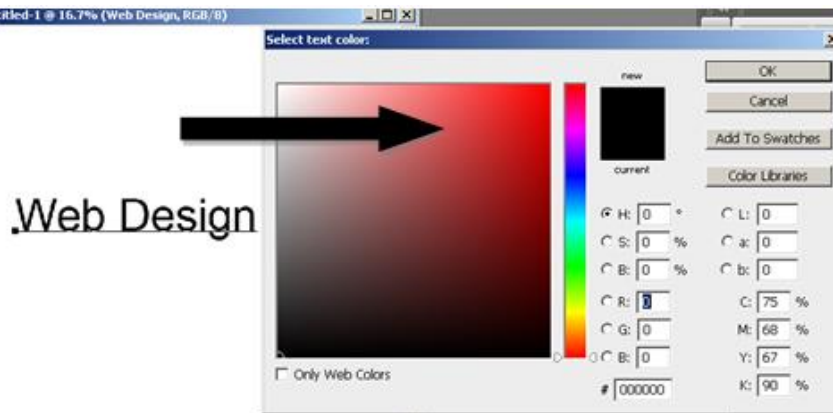 titled-1 @ 16.7% (Web Design, RGB/8)
Select text color:
new
OK
Cancel
Add To Swatches
current
Color Libraries
Web Design
H: 0 °
L: 0
S: 0 %
a: 0
B: 0 %
b: 0
R: 0
C: 75 %
G: 0
M: 68 %
B: 0
Y: 67 %
Only Web Colors
# 000000
K: 90 %